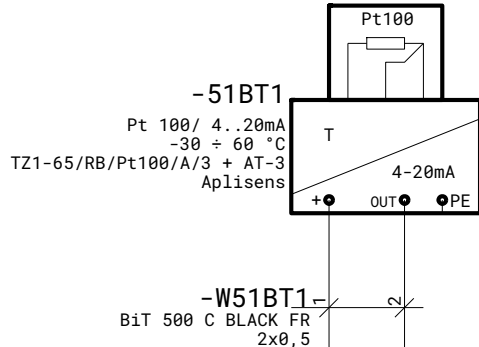 Pt100
-51BT1
Pt 100/ 4..20mA
-30 ÷ 60 °C
TZ1-65/RB/Pt100/A/3 + AT-3
Aplisens
T
4-20mA
+ OUT PE
-W51BT1
1 2
BiT 500 C BLACK FR
2x0,5